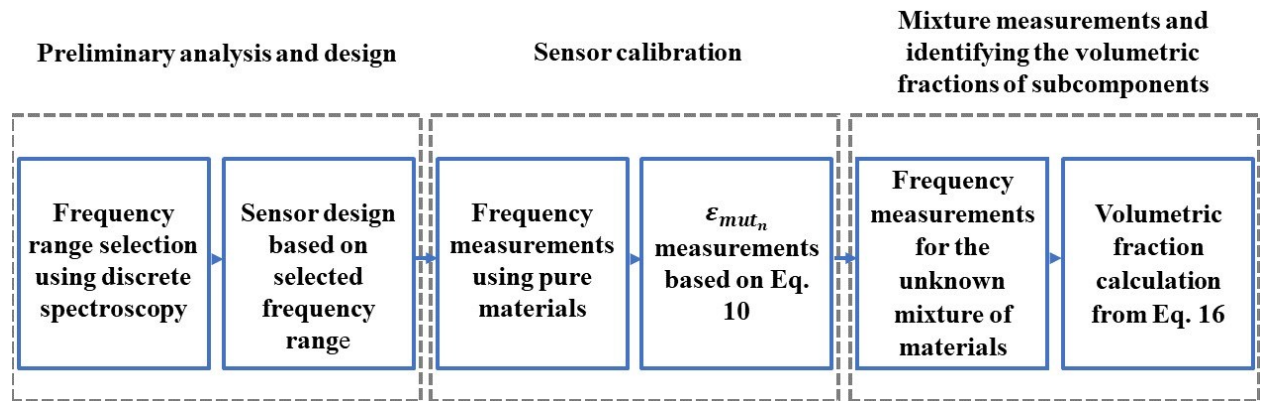 Preliminary analysis and design
Sensor calibration
Mixture measurements and
identifying the volumetric
fractions of subcomponents
Frequency
range selection
using discrete
spectroscopy
Sensor design
based on
selected
frequency
range
Frequency
measurements
using pure
materials
ε_{mut_n}
measurements
based on Eq.
10
Frequency
measurements
for the
unknown
mixture of
materials
Volumetric
fraction
calculation
from Eq. 16